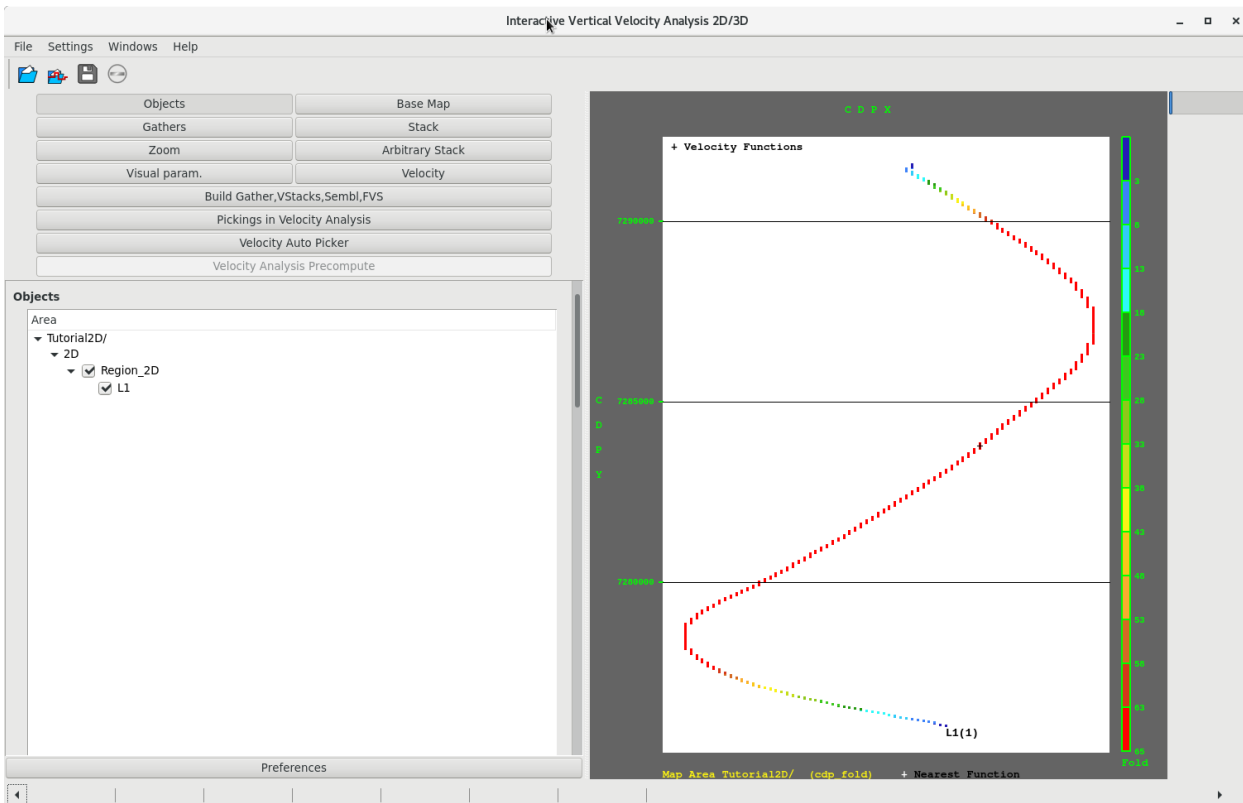 Interactive Vertical Velocity Analysis 2D/3D
File Settings Windows Help
Objects Base Map
Gathers Stack
Zoom Arbitrary Stack
Visual param. Velocity
Build Gather,VStacks,Sembl,FVS
Pickings in Velocity Analysis
Velocity Auto Picker
Velocity Analysis Precompute
Objects
Area
Tutorial2D/
2D
Region_2D
L1
Preferences
C D P X
+ Velocity Functions
7290000
7285000
7280000
C
D
P
Y
L1(1)
3
8
13
18
23
28
33
38
43
48
53
58
63
65
Fold
Map Area Tutorial2D/ (cdp_fold) + Nearest Function